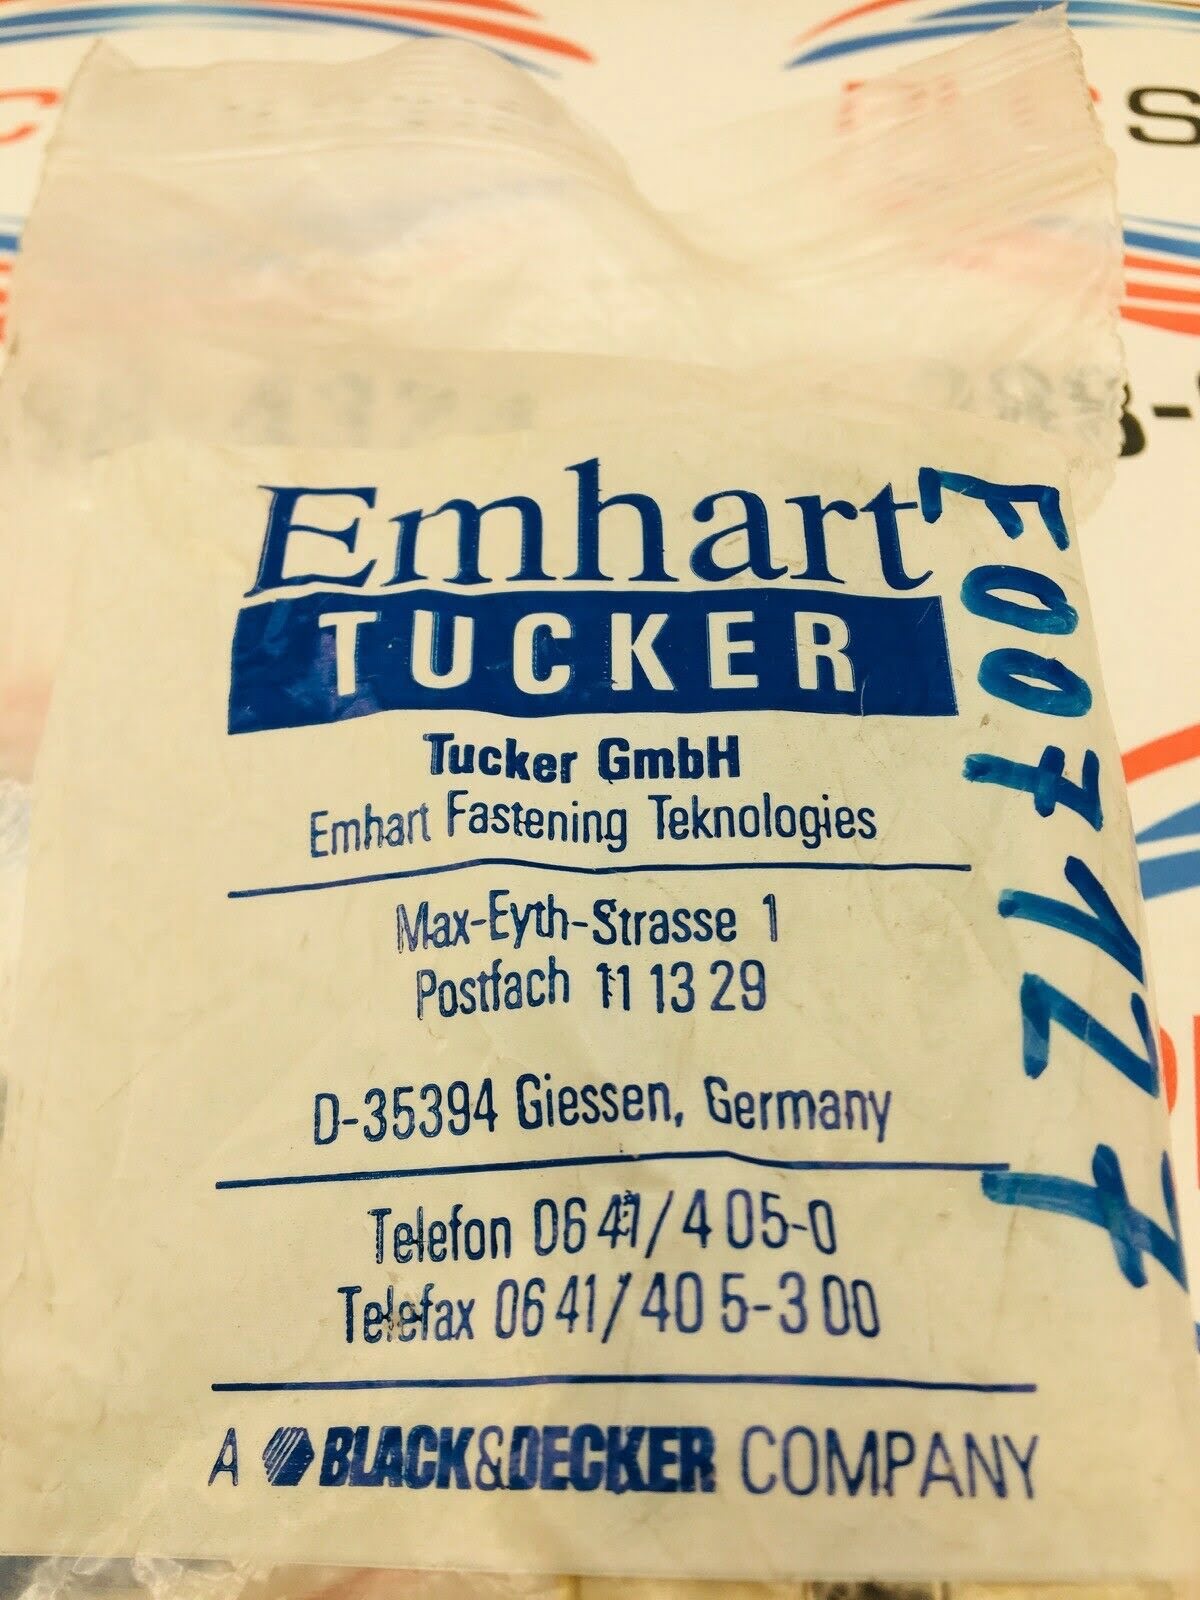 Emhart
TUCKER
Tucker GmbH
Emhart Fastening Teknologies
Max-Eyth-Strasse 1
Postfach 11 13 29
D-35394 Giessen, Germany
Telefon 06 41/4 05-0
Telefax 06 41/40 5-3 00
A BLACK&DECKER COMPANY
F007127